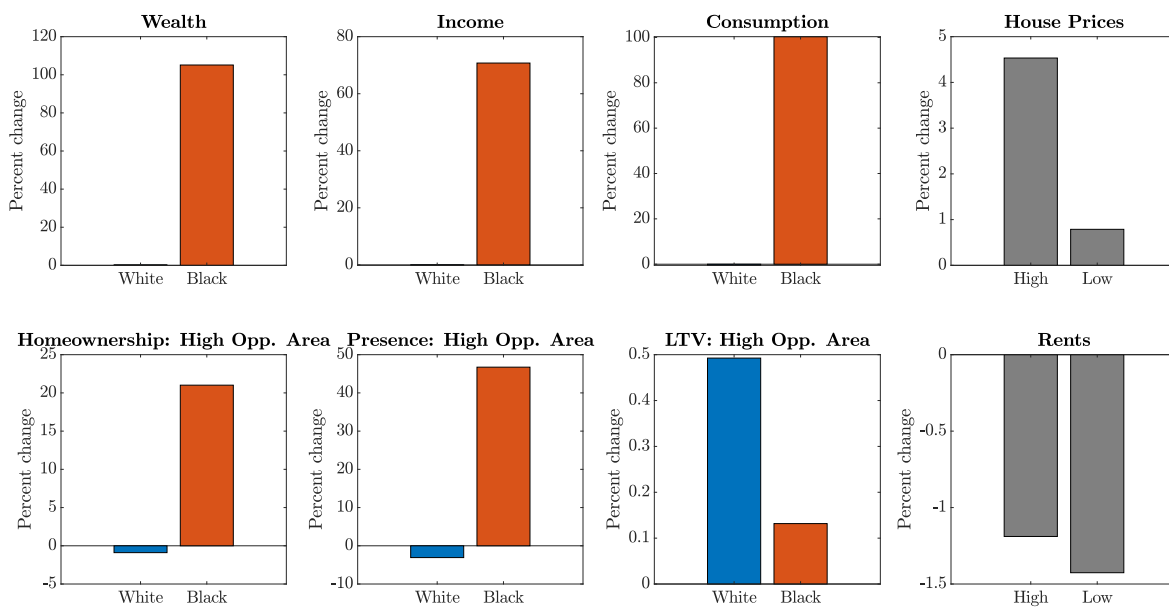 Wealth
Percent change
120
100
80
60
40
20
0
White Black
Income
Percent change
80
60
40
20
0
White Black
Consumption
Percent change
100
80
60
40
20
0
White Black
House Prices
Percent change
5
4
3
2
1
0
High Low
Homeownership: High Opp. Area
Percent change
25
20
15
10
5
0
-5
White Black
Presence: High Opp. Area
Percent change
50
40
30
20
10
0
-10
White Black
LTV: High Opp. Area
Percent change
0.5
0.4
0.3
0.2
0.1
0
White Black
Rents
Percent change
0
-0.5
-1
-1.5
High Low